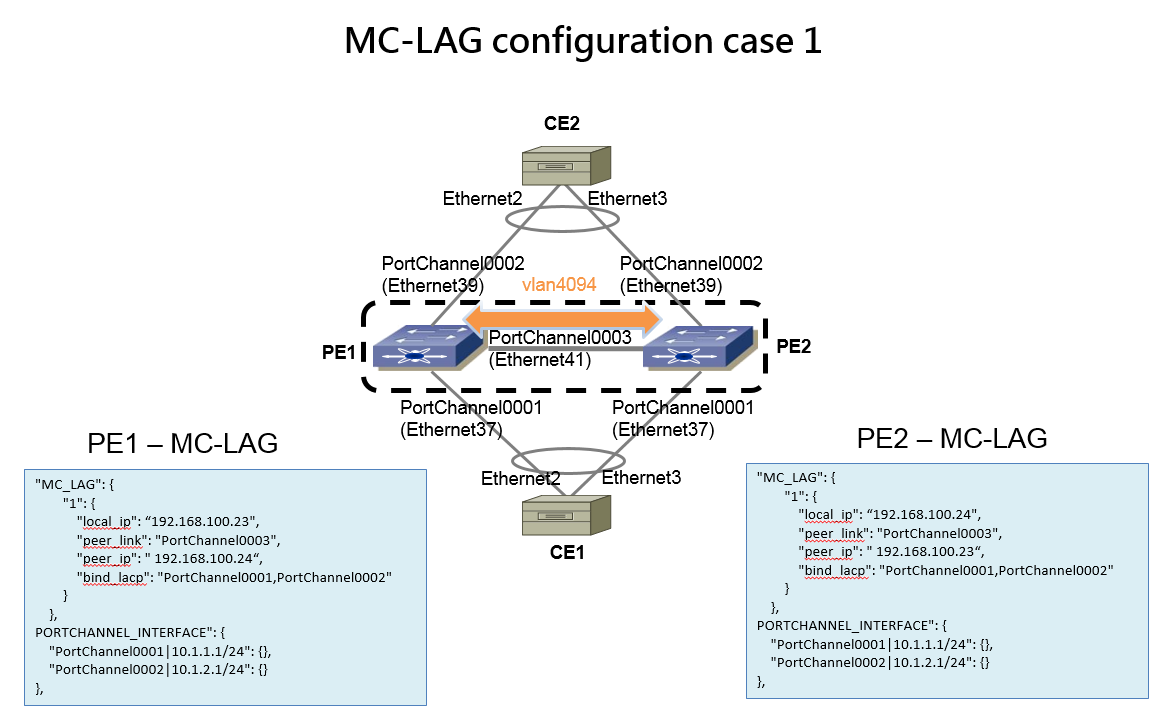 MC-LAG configuration case 1
CE2
Ethernet2
Ethernet3
PortChannel0002
(Ethernet39)
vlan4094
PortChannel0002
(Ethernet39)
PE1
PortChannel0003
(Ethernet41)
PE2
PortChannel0001
(Ethernet37)
PortChannel0001
(Ethernet37)
Ethernet2
Ethernet3
CE1
PE1 – MC-LAG
"MC_LAG": {
"1": {
"local_ip": “192.168.100.23",
"peer_link": "PortChannel0003",
"peer_ip": " 192.168.100.24“,
"bind_lacp": "PortChannel0001,PortChannel0002"
}
},
PORTCHANNEL_INTERFACE": {
"PortChannel0001|10.1.1.1/24": {},
"PortChannel0002|10.1.2.1/24": {}
},
PE2 – MC-LAG
"MC_LAG": {
"1": {
"local_ip": “192.168.100.24",
"peer_link": "PortChannel0003",
"peer_ip": " 192.168.100.23“,
"bind_lacp": "PortChannel0001,PortChannel0002"
}
},
PORTCHANNEL_INTERFACE": {
"PortChannel0001|10.1.1.1/24": {},
"PortChannel0002|10.1.2.1/24": {}
},